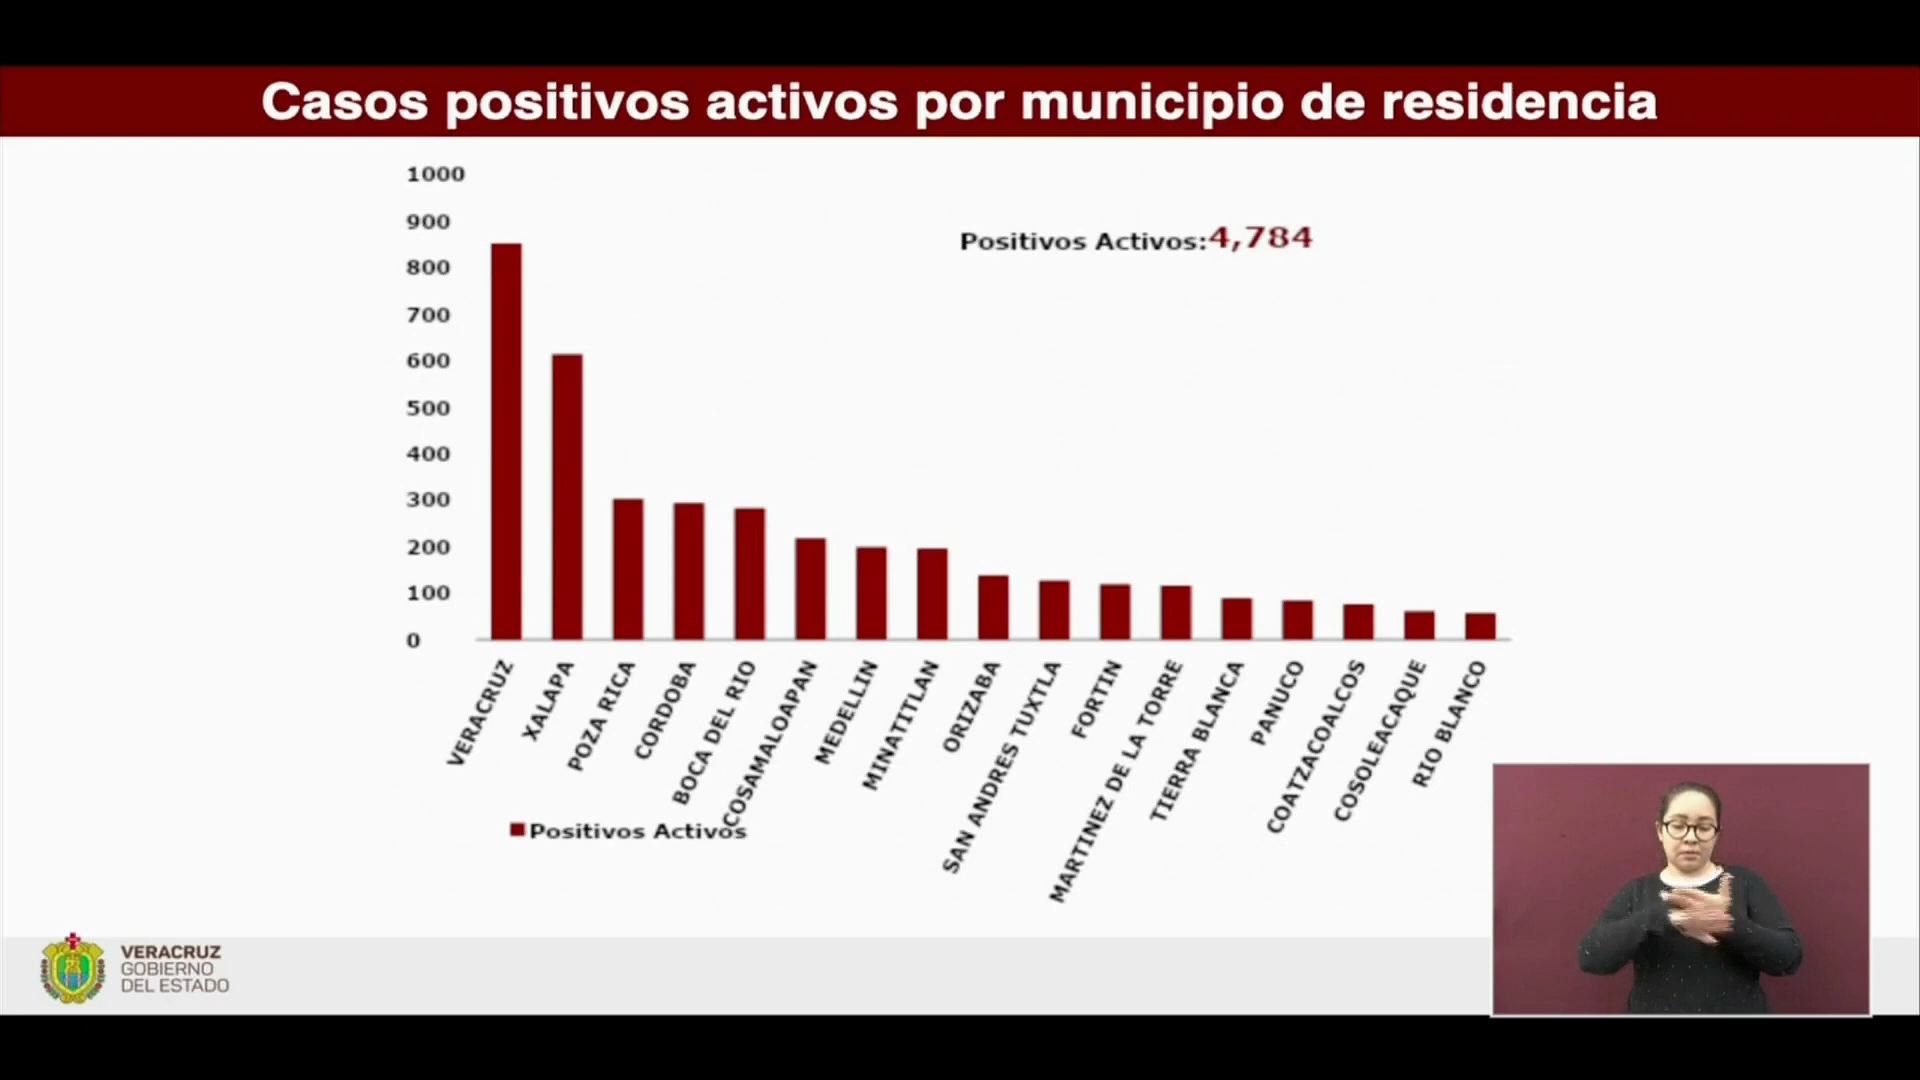 Casos positivos activos por municipio de residencia
1000
900
Positivos Activos:4,784
800
700
600
500
400
300
200
100
0
VERACRUZ
XALAPA
POZA RICA
CORDOBA
BOCA DEL RIO
COSAMALOAPAN
MEDELLIN
MINATITLAN
ORIZABA
SAN ANDRES TUXTLA
FORTIN
MARTINEZ DE LA TORRE
TIERRA BLANCA
PANUCO
COATZACOALCOS
COSOLEACAQUE
RIO BLANCO
Positivos Activos
VERACRUZ
GOBIERNO
DEL ESTADO